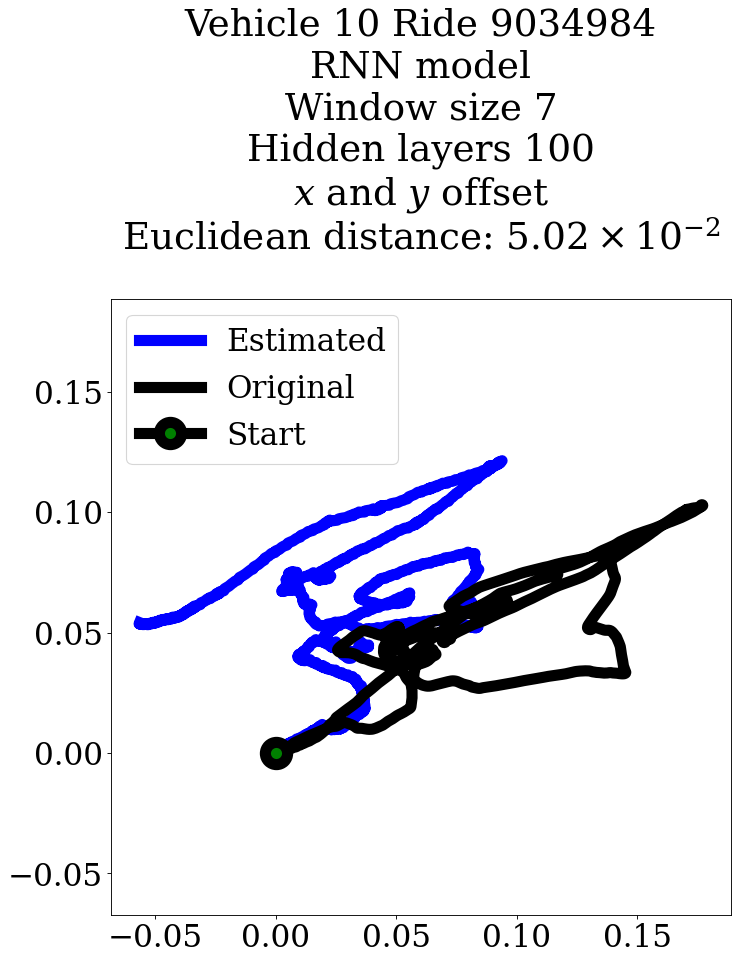 Vehicle 10 Ride 9034984
RNN model
Window size 7
Hidden layers 100
x and y offset
Euclidean distance: 5.02 × 10⁻²
Estimated
Original
Start
0.15
0.10
0.05
0.00
−0.05
−0.05 0.00 0.05 0.10 0.15